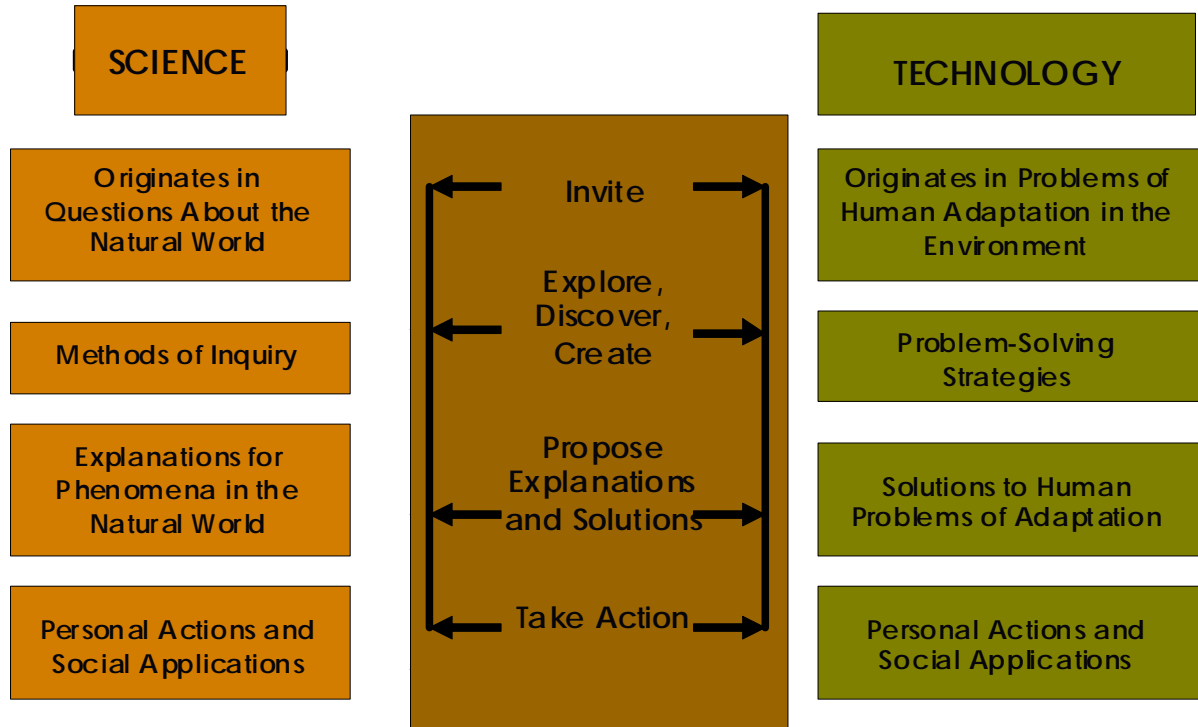 SCIENCE
Originates in
Questions About the
Natural World
Methods of Inquiry
Explanations for
Phenomena in the
Natural World
Personal Actions and
Social Applications
Invite
Explore,
Discover,
Create
Propose
Explanations
and Solutions
Take Action
TECHNOLOGY
Originates in Problems of
Human Adaptation in the
Environment
Problem-Solving
Strategies
Solutions to Human
Problems of Adaptation
Personal Actions and
Social Applications